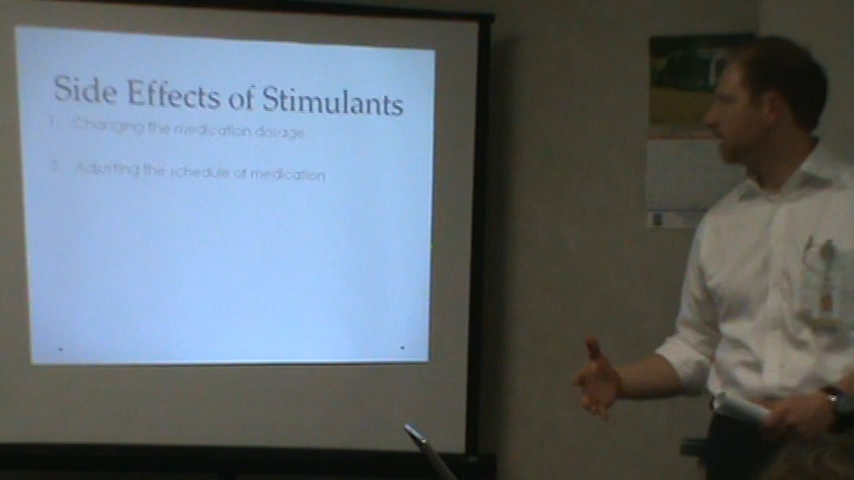 Side Effects of Stimulants
1. Changing the medication dosage
2. Adjusting the schedule of medication